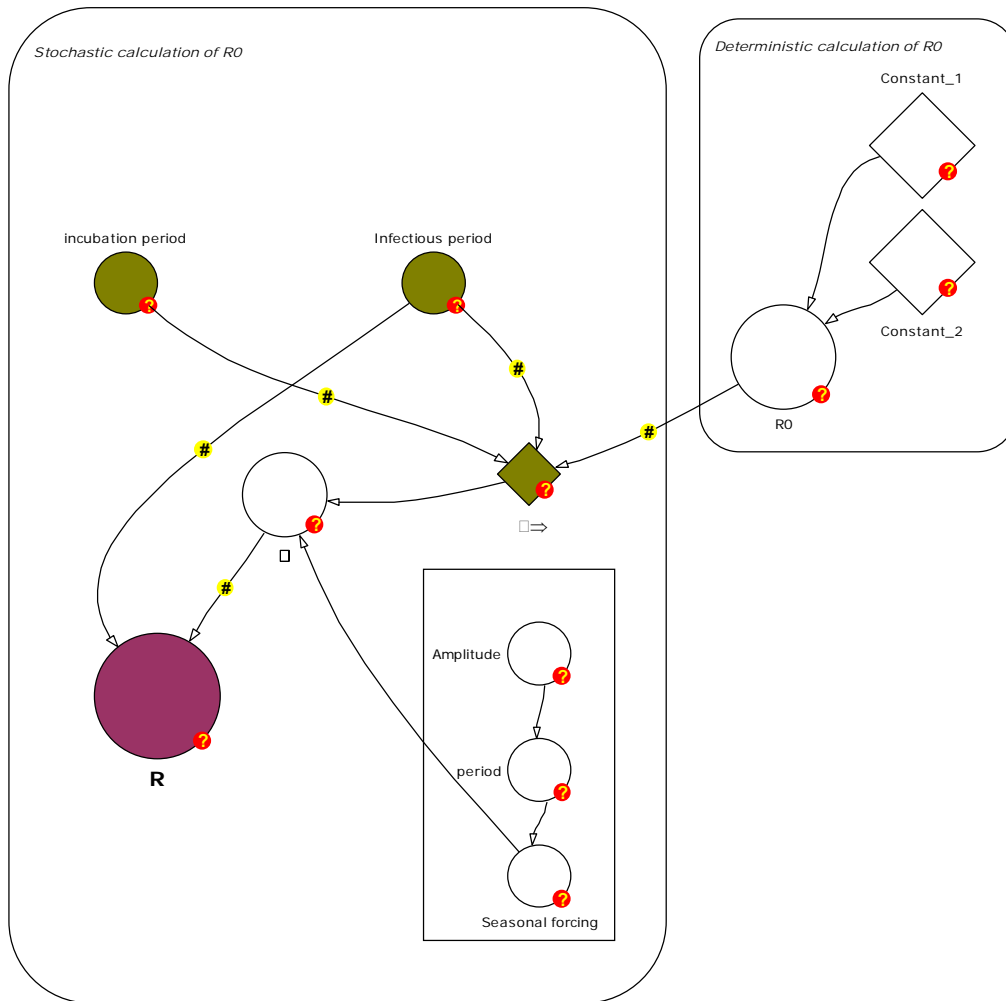 Stochastic calculation of R0
Deterministic calculation of R0
Constant_1
incubation period
Infectious period
?
?
?
?
Constant_2
#
#
?
#
R0
#
?
□⇒
?
□
#
Amplitude
?
R
?
period
?
?
Seasonal forcing